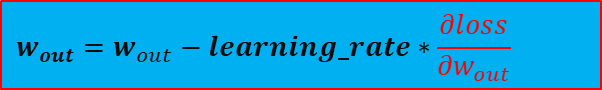 w_out = w_out − learning_rate * ∂loss/∂w_out